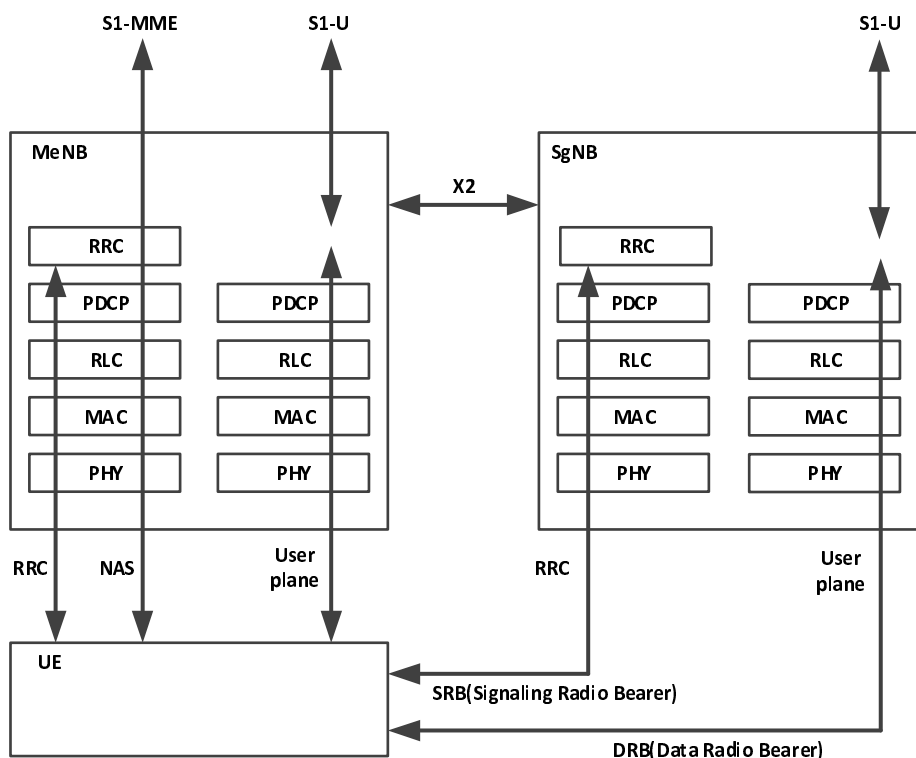 S1-MME
S1-U
S1-U
MeNB
SgNB
X2
RRC
RRC
PDCP
PDCP
PDCP
PDCP
RLC
RLC
RLC
RLC
MAC
MAC
MAC
MAC
PHY
PHY
PHY
PHY
RRC
NAS
User
plane
RRC
User
plane
UE
SRB(Signaling Radio Bearer)
DRB(Data Radio Bearer)